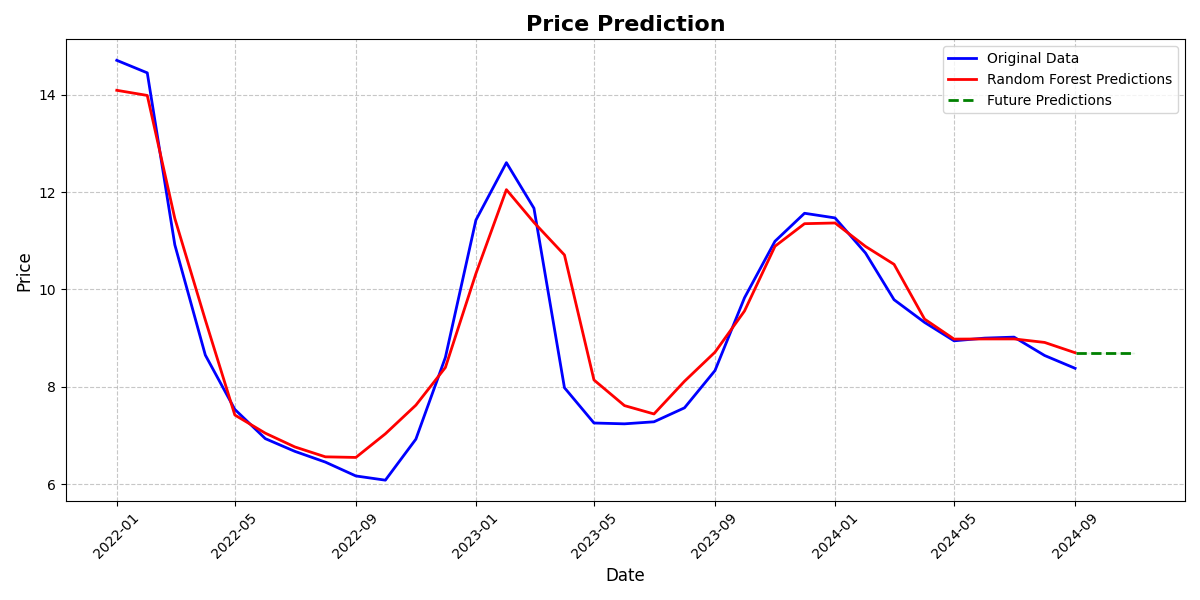 Price Prediction
Original Data
Random Forest Predictions
Future Predictions
Price
14
12
10
8
6
2022-01
2022-05
2022-09
2023-01
2023-05
2023-09
2024-01
2024-05
2024-09
Date